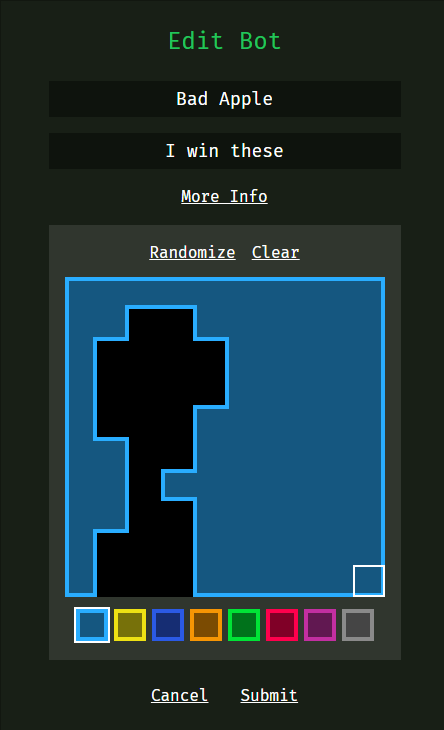 Edit Bot
Bad Apple
I win these
More Info
Randomize Clear
Cancel Submit